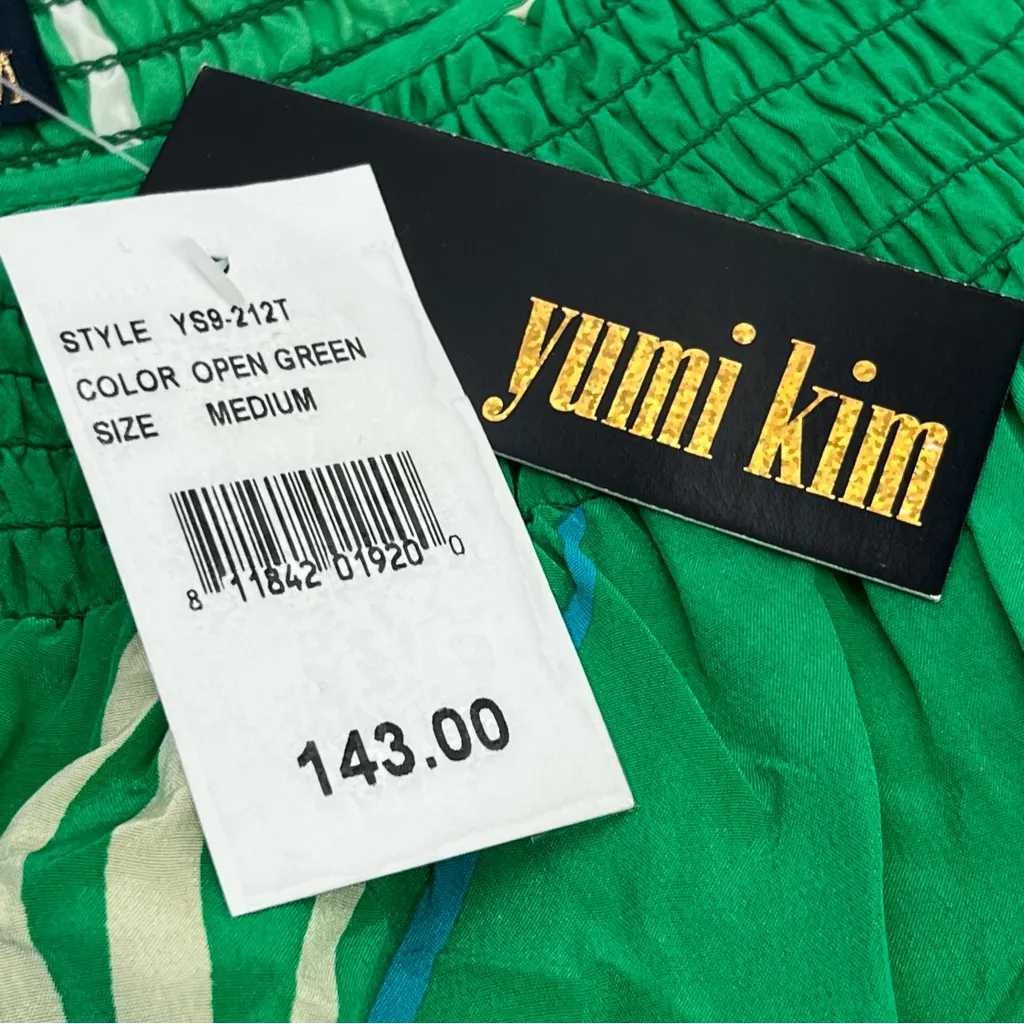 M
yumi kim
STYLE YS9-212T
COLOR OPEN GREEN
SIZE MEDIUM
8 11842 01920 0
143.00